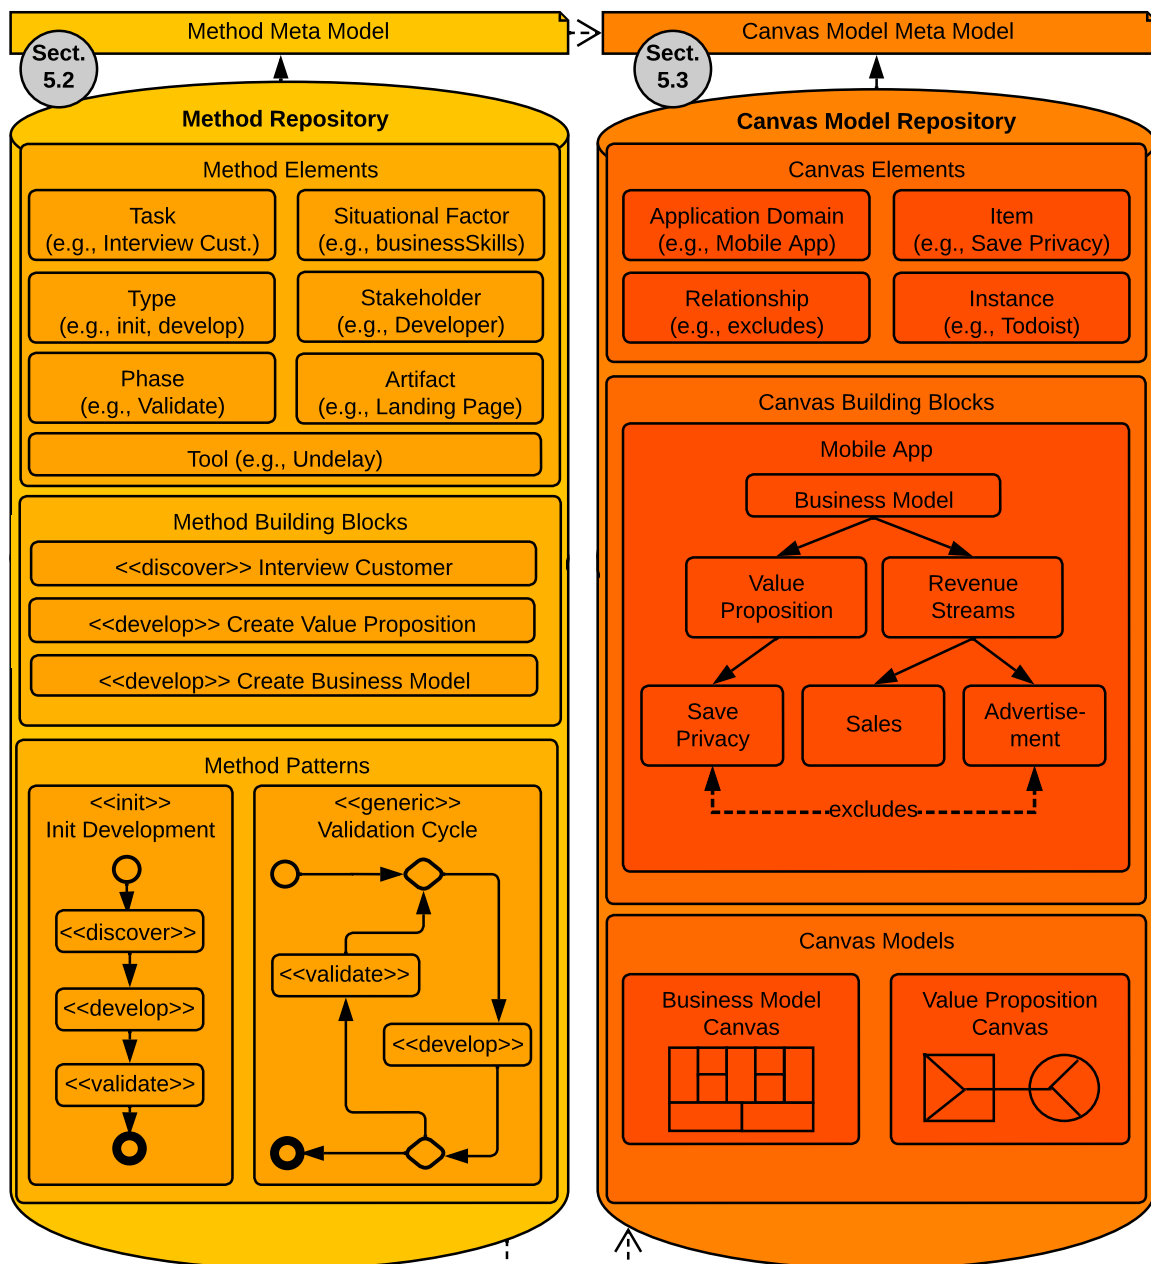 Method Meta Model
Sect.
5.2
Method Repository
Method Elements
Task
(e.g., Interview Cust.)
Situational Factor
(e.g., businessSkills)
Type
(e.g., init, develop)
Stakeholder
(e.g., Developer)
Phase
(e.g., Validate)
Artifact
(e.g., Landing Page)
Tool (e.g., Undelay)
Method Building Blocks
<<discover>> Interview Customer
<<develop>> Create Value Proposition
<<develop>> Create Business Model
Method Patterns
<<init>>
Init Development
<<discover>>
<<develop>>
<<validate>>
<<generic>>
Validation Cycle
<<validate>>
<<develop>>
Canvas Model Meta Model
Sect.
5.3
Canvas Model Repository
Canvas Elements
Application Domain
(e.g., Mobile App)
Item
(e.g., Save Privacy)
Relationship
(e.g., excludes)
Instance
(e.g., Todoist)
Canvas Building Blocks
Mobile App
Business Model
Value
Proposition
Revenue
Streams
Save
Privacy
Sales
Advertise-
ment
excludes
Canvas Models
Business Model
Canvas
Value Proposition
Canvas